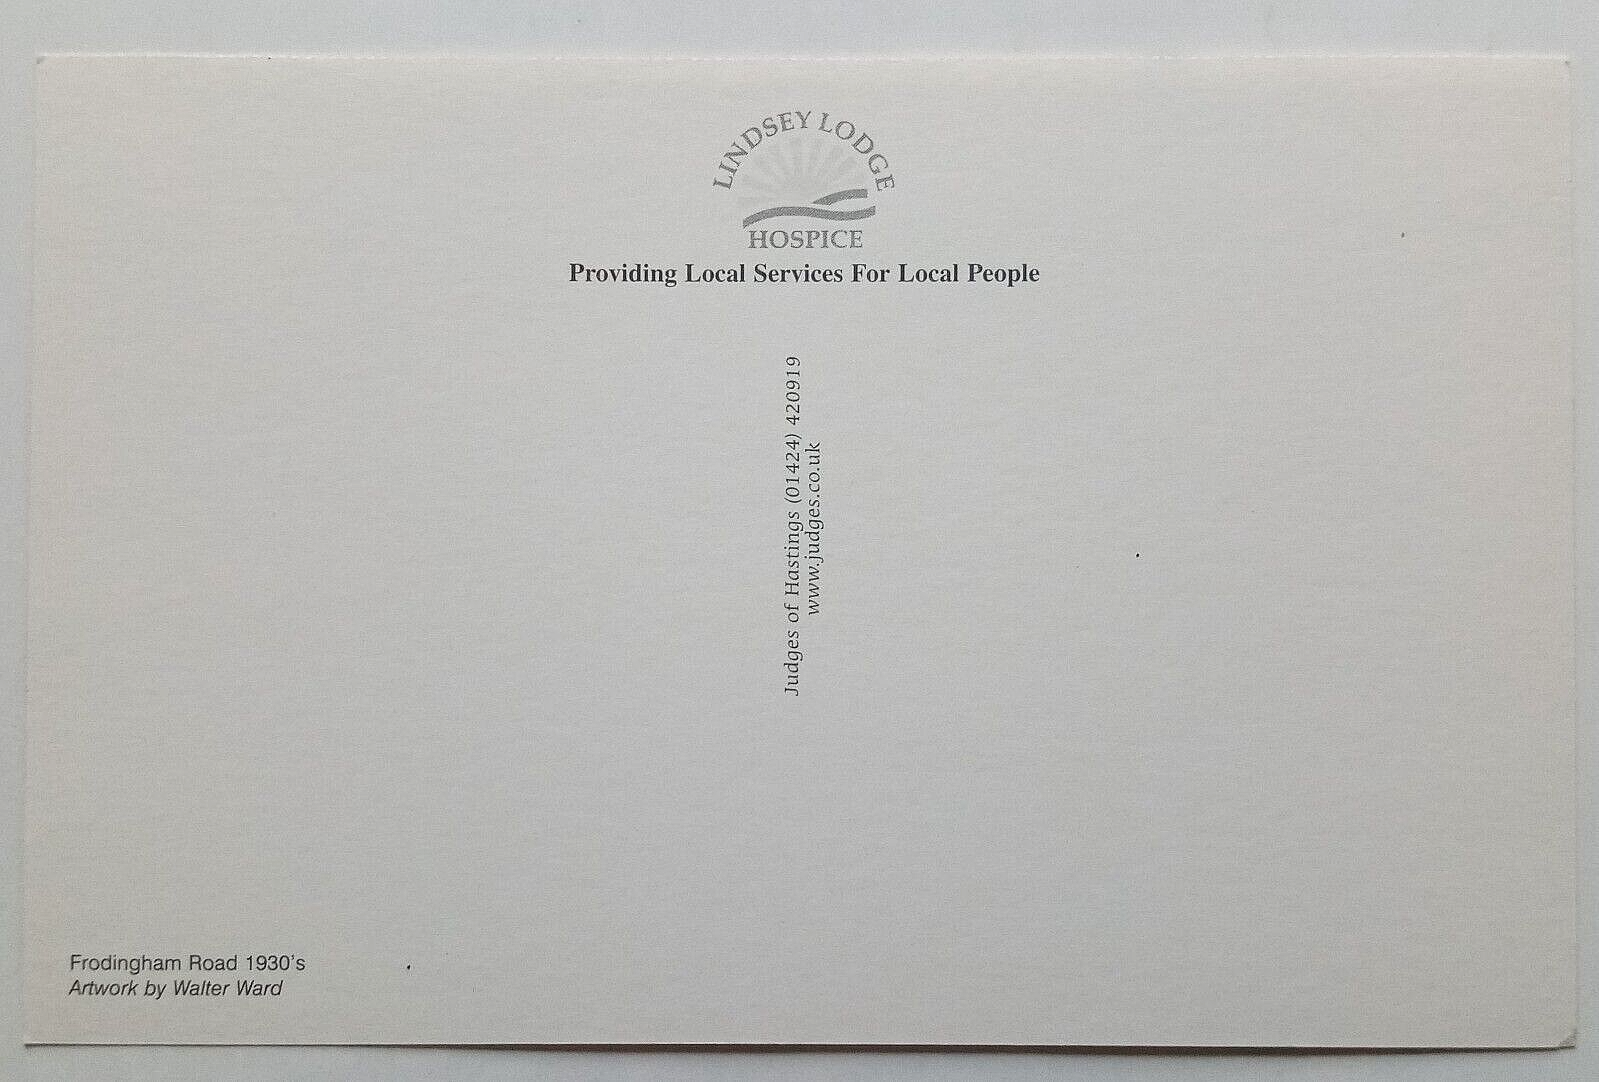 LINDSEY LODGE
HOSPICE
Providing Local Services For Local People
Judges of Hastings (01424) 420919
www.judges.co.uk
Frodingham Road 1930's
Artwork by Walter Ward